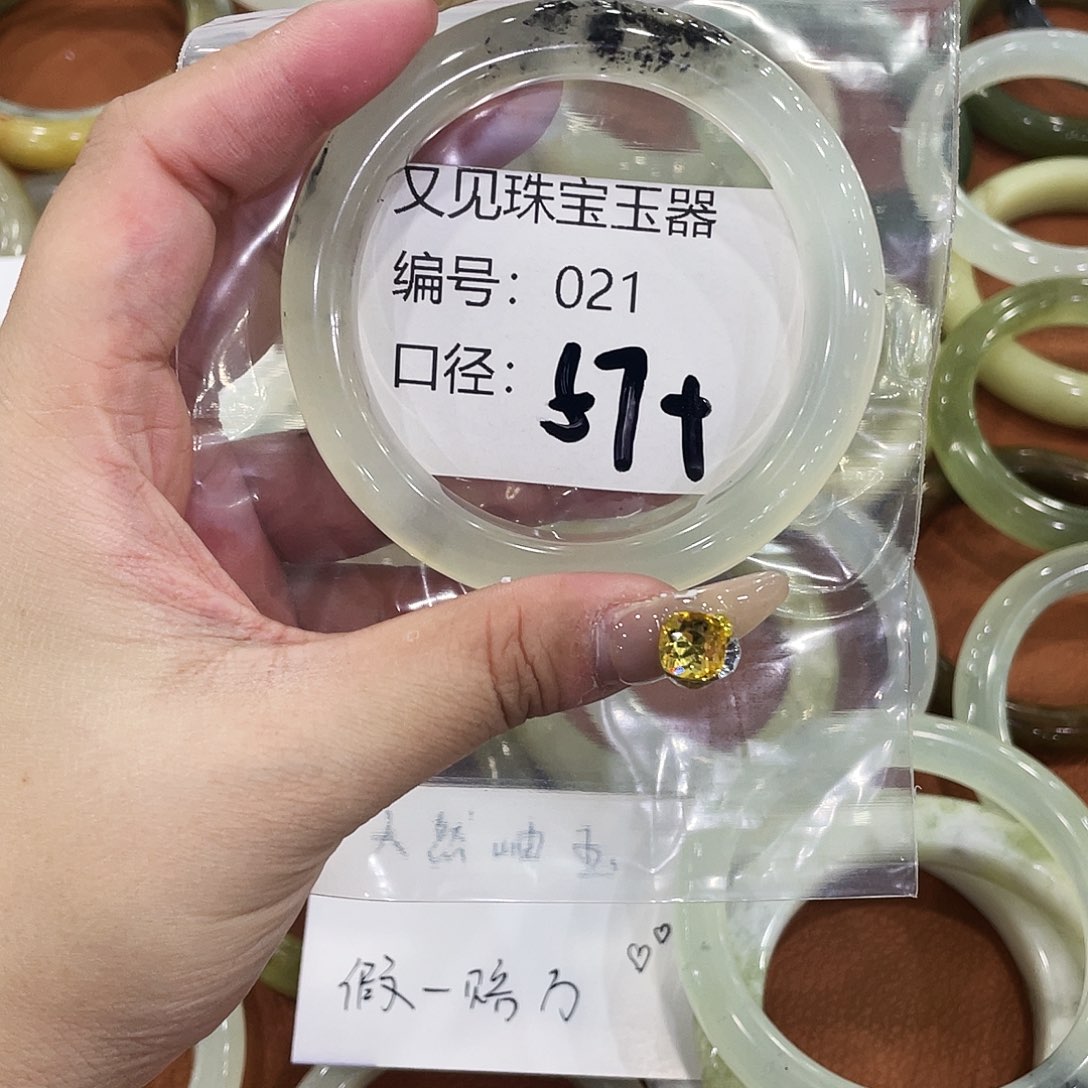 又见珠宝玉器
编号：021
口径：57+
天然岫玉
假一赔万